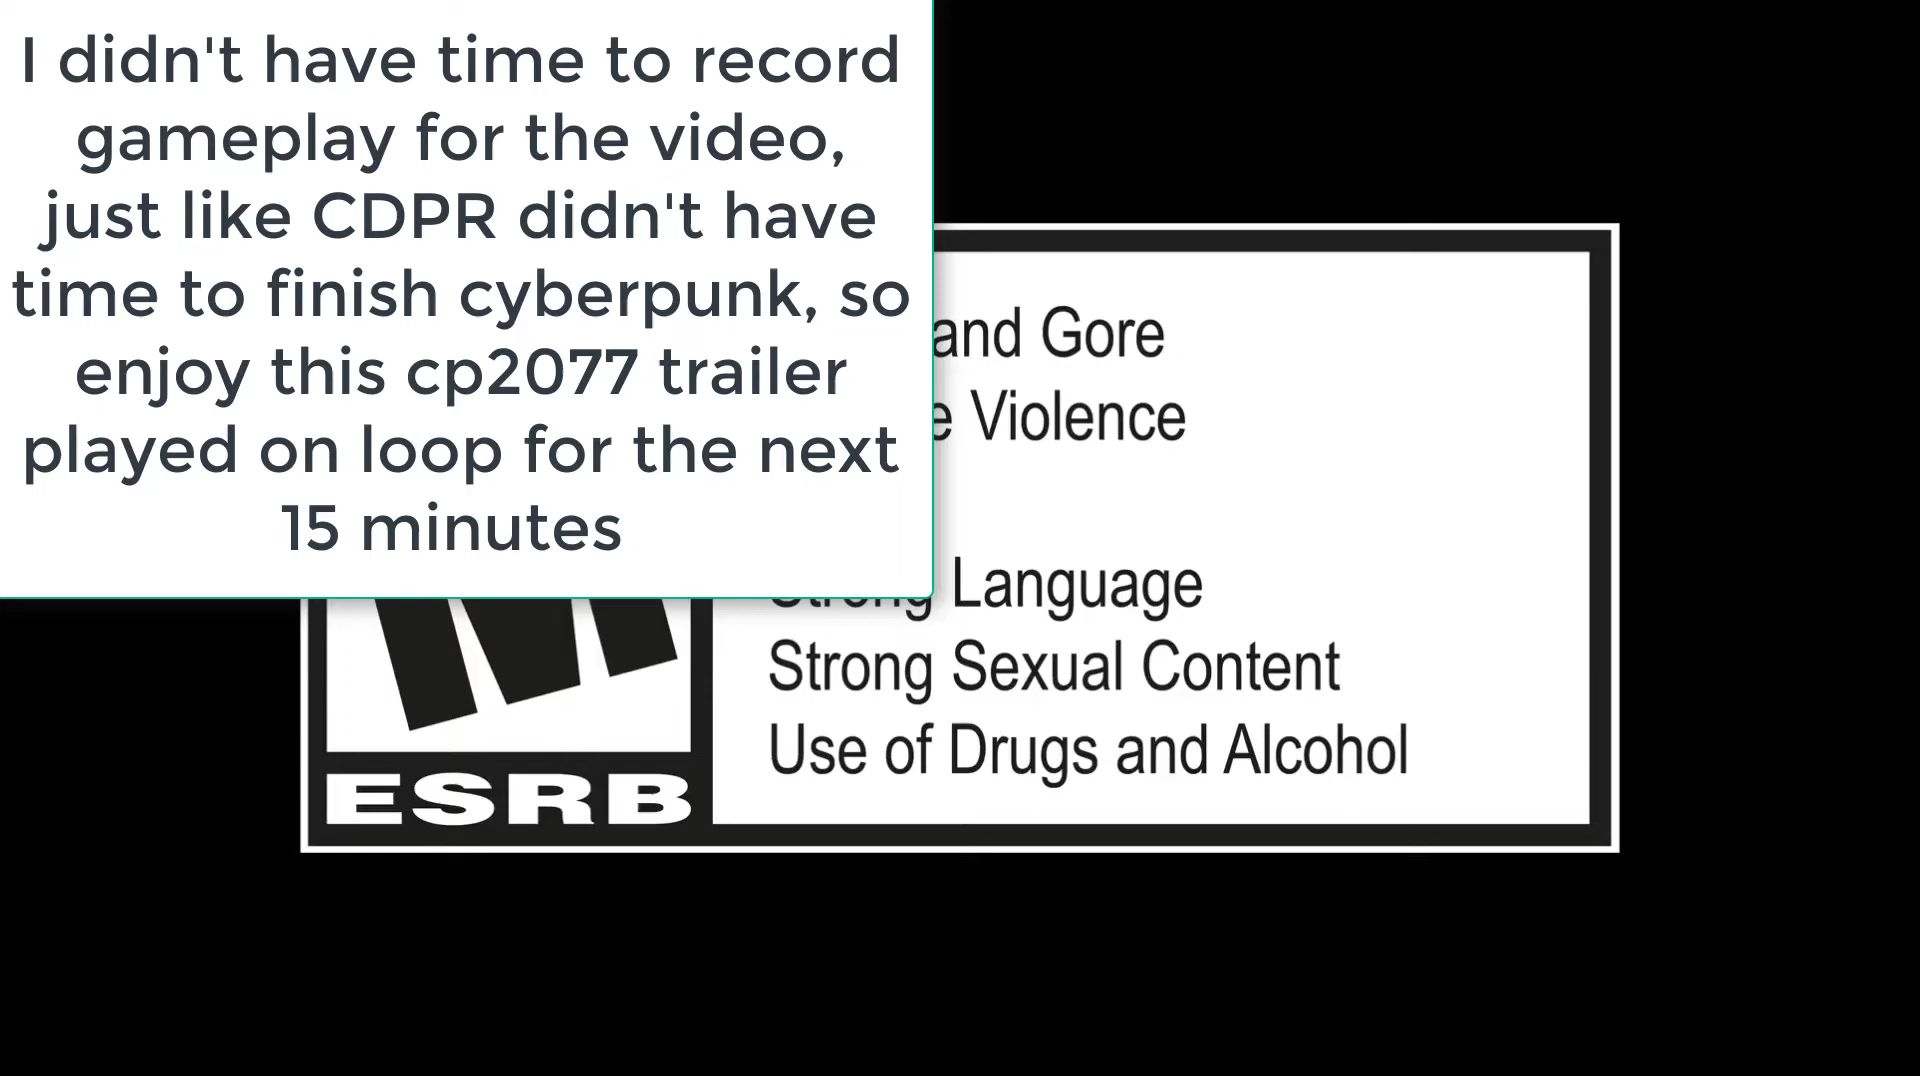 I didn't have time to record
gameplay for the video,
just like CDPR didn't have
time to finish cyberpunk, so
enjoy this cp2077 trailer
played on loop for the next
15 minutes
and Gore
Violence
Strong Language
Strong Sexual Content
Use of Drugs and Alcohol
M
ESRB